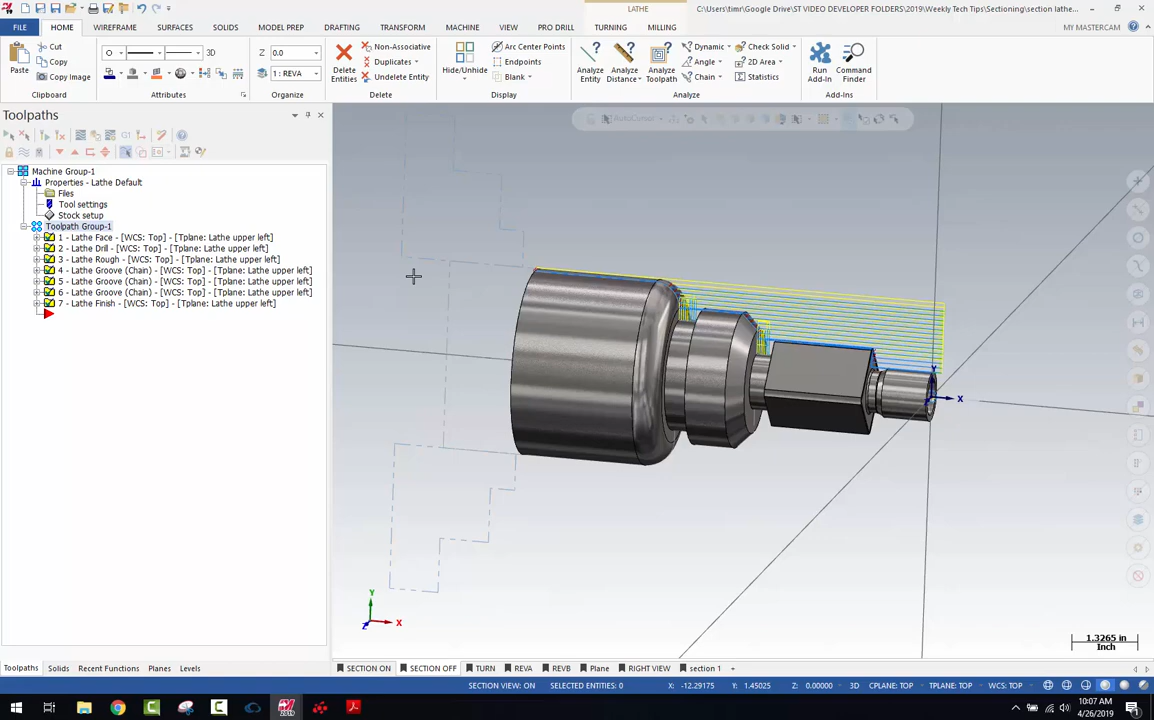 LATHE
C:\Users\timr\Google Drive\ST VIDEO DEVELOPER FOLDERS\2019\Weekly Tech Tips\Sectioning\section lathe...
FILE HOME WIREFRAME SURFACES SOLIDS MODEL PREP DRAFTING TRANSFORM MACHINE VIEW PRO DRILL TURNING MILLING MY MASTERCAM
Paste Cut Copy Copy Image
Clipboard
3D
Attributes
Z 0.0
1 : REVA
Organize
Delete Entities Non-Associative Duplicates Undelete Entity
Delete
Hide/Unhide Arc Center Points Endpoints Blank
Display
Analyze Entity Analyze Distance Analyze Toolpath Dynamic Angle Chain Check Solid 2D Area Statistics
Analyze
Run Add-In Command Finder
Add-Ins
Toolpaths
AutoCursor
G1
Machine Group-1
Properties - Lathe Default
Files
Tool settings
Stock setup
Toolpath Group-1
1 - Lathe Face - [WCS: Top] - [Tplane: Lathe upper left]
2 - Lathe Drill - [WCS: Top] - [Tplane: Lathe upper left]
3 - Lathe Rough - [WCS: Top] - [Tplane: Lathe upper left]
4 - Lathe Groove (Chain) - [WCS: Top] - [Tplane: Lathe upper left]
5 - Lathe Groove (Chain) - [WCS: Top] - [Tplane: Lathe upper left]
6 - Lathe Groove (Chain) - [WCS: Top] - [Tplane: Lathe upper left]
7 - Lathe Finish - [WCS: Top] - [Tplane: Lathe upper left]
Y
X
Y
X
Z
1.3265 in
Inch
Toolpaths Solids Recent Functions Planes Levels
SECTION ON SECTION OFF TURN REVA REVB Plane RIGHT VIEW section 1 +
SECTION VIEW: ON SELECTED ENTITIES: 0 X: -12.29175 Y: 1.45025 Z: 0.00000 3D CPLANE: TOP TPLANE: TOP WCS: TOP
2019
10:07 AM
4/26/2019
1